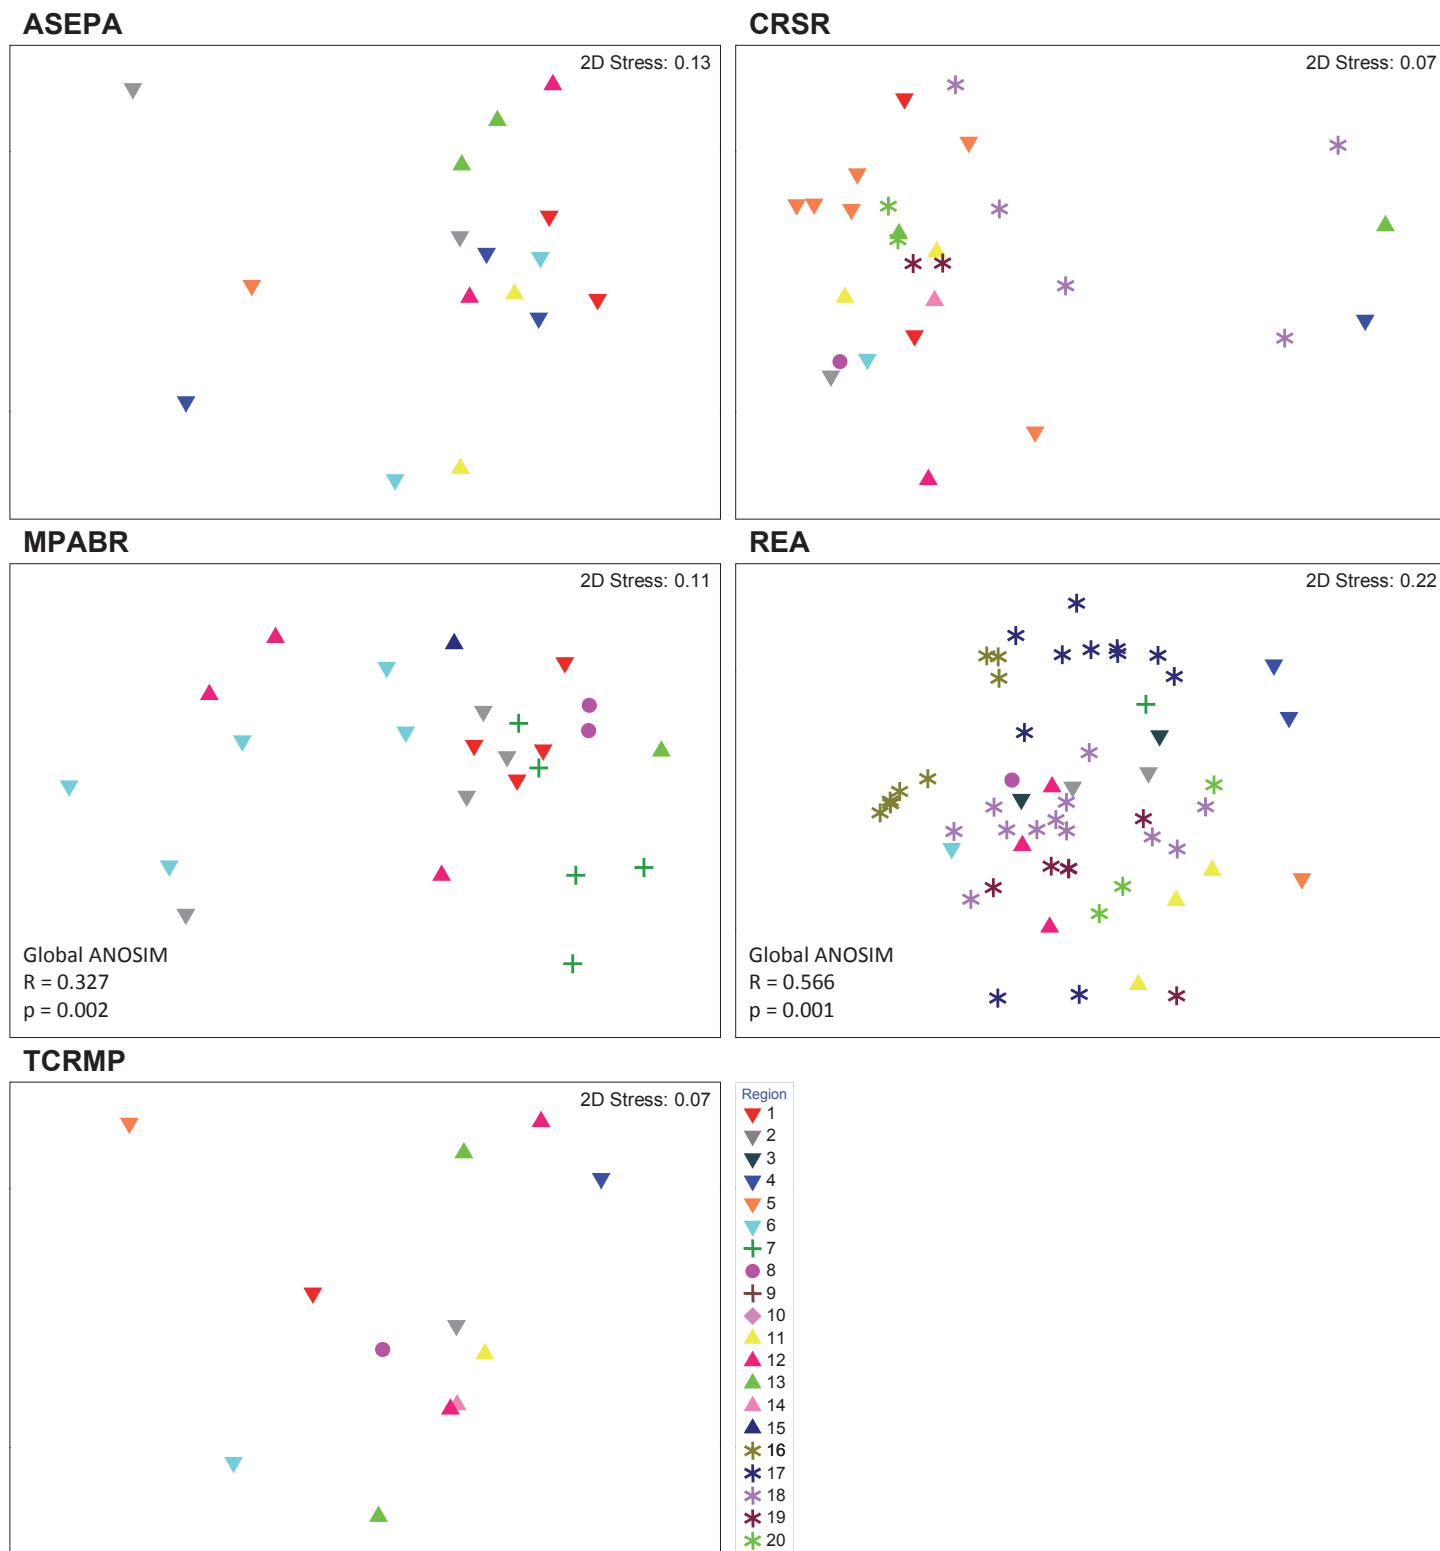 ASEPA
2D Stress: 0.13
CRSR
2D Stress: 0.07
MPABR
2D Stress: 0.11
Global ANOSIM
R = 0.327
p = 0.002
REA
2D Stress: 0.22
Global ANOSIM
R = 0.566
p = 0.001
TCRMP
2D Stress: 0.07
Region
1
2
3
4
5
6
7
8
9
10
11
12
13
14
15
16
17
18
19
20